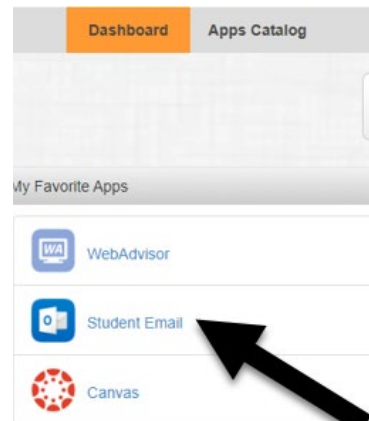 Dashboard Apps Catalog
My Favorite Apps
WA WebAdvisor
o Student Email
Canvas